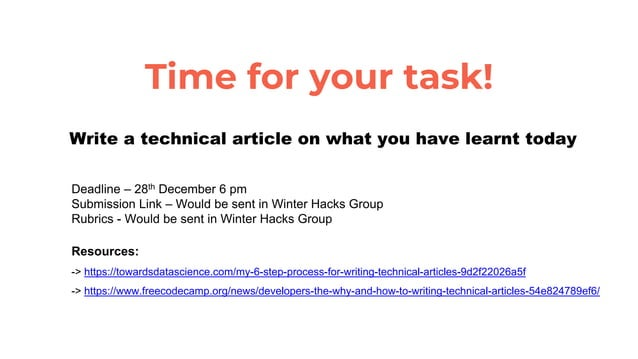 Time for your task!
Write a technical article on what you have learnt today
Deadline – 28th December 6 pm
Submission Link – Would be sent in Winter Hacks Group
Rubrics - Would be sent in Winter Hacks Group
Resources:
-> https://towardsdatascience.com/my-6-step-process-for-writing-technical-articles-9d2f22026a5f
-> https://www.freecodecamp.org/news/developers-the-why-and-how-to-writing-technical-articles-54e824789ef6/